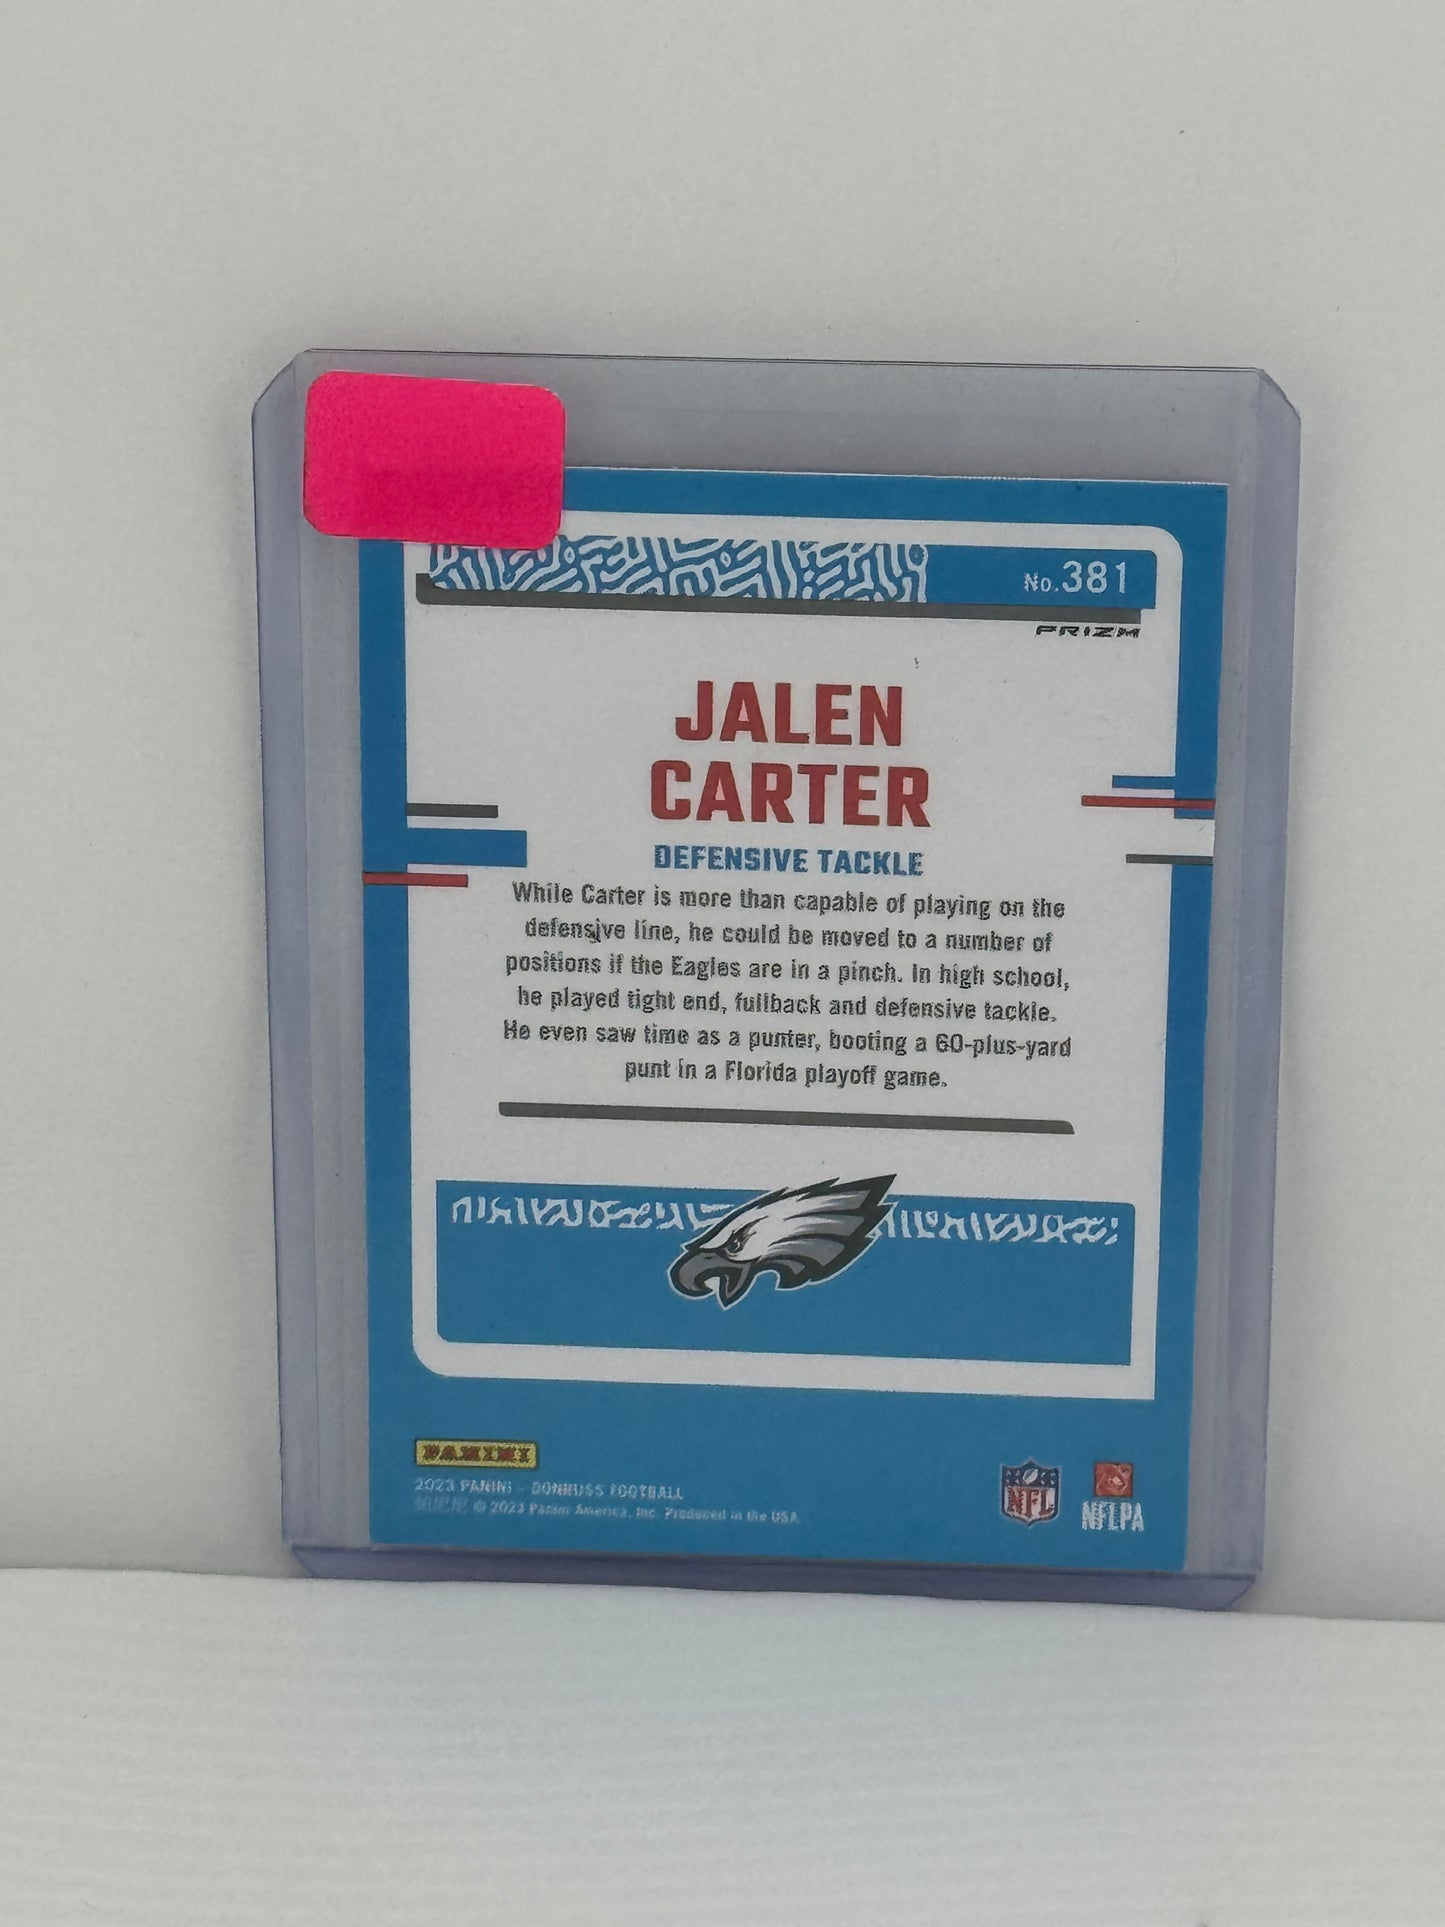 No.381
PRIZM
JALEN
CARTER
DEFENSIVE TACKLE
While Carter is more than capable of playing on the
defensive line, he could be moved to a number of
positions if the Eagles are in a pinch. In high school,
he played tight end, fullback and defensive tackle.
He even saw time as a punter, booting a 60-plus-yard
punt in a Florida playoff game.
PANINI
2023 PANINI - DONRUSS FOOTBALL
© 2023 Panini America, Inc. Produced in the USA
NFL
NFLPA